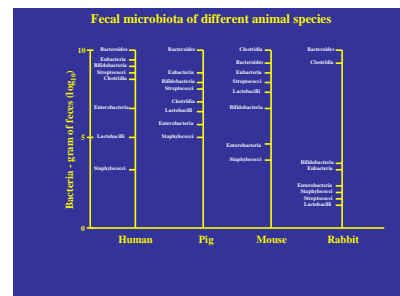 Fecal microbiota of different animal species
Bacteria - gram of feces (log10)
10
5
0
Bacteroides
Eubacteria
Bifidobacteria
Streptococci
Clostridia
Enterobacteria
Lactobacilli
Staphylococci
Human
Bacteroides
Eubacteria
Bifidobacteria
Streptococci
Clostridia
Lactobacilli
Enterobacteria
Staphylococci
Pig
Clostridia
Bacteroides
Eubacteria
Streptococci
Lactobacilli
Bifidobacteria
Enterobacteria
Staphylococci
Mouse
Bacteroides
Clostridia
Bifidobacteria
Eubacteria
Enterobacteria
Staphylococci
Streptococci
Lactobacilli
Rabbit